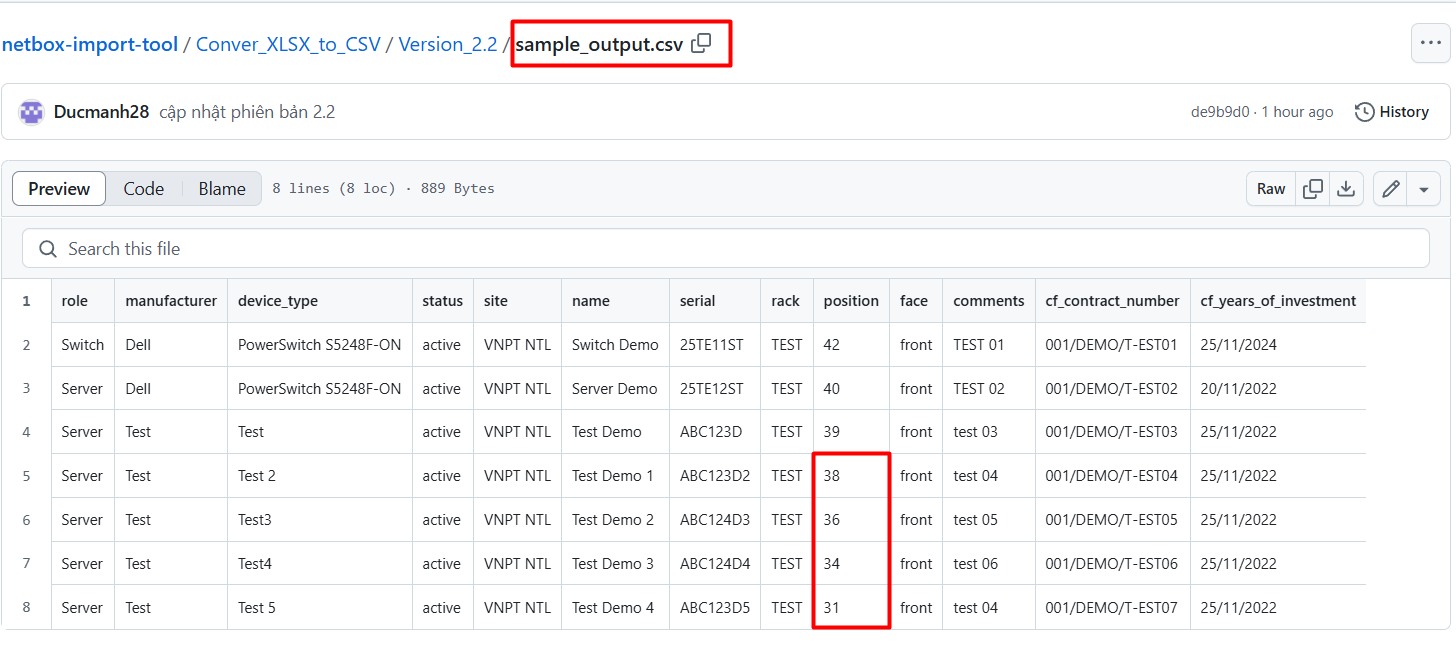 netbox-import-tool / Conver_XLSX_to_CSV / Version_2.2 / sample_output.csv
Ducmanh28 cập nhật phiên bản 2.2 de9b9d0 · 1 hour ago History
Preview Code Blame 8 lines (8 loc) · 889 Bytes Raw
Search this file
1 role manufacturer device_type status site name serial rack position face comments cf_contract_number cf_years_of_investment
2 Switch Dell PowerSwitch S5248F-ON active VNPT NTL Switch Demo 25TE11ST TEST 42 front TEST 01 001/DEMO/T-EST01 25/11/2024
3 Server Dell PowerSwitch S5248F-ON active VNPT NTL Server Demo 25TE12ST TEST 40 front TEST 02 001/DEMO/T-EST02 20/11/2022
4 Server Test Test active VNPT NTL Test Demo ABC123D TEST 39 front test 03 001/DEMO/T-EST03 25/11/2022
5 Server Test Test 2 active VNPT NTL Test Demo 1 ABC123D2 TEST 38 front test 04 001/DEMO/T-EST04 25/11/2022
6 Server Test Test3 active VNPT NTL Test Demo 2 ABC124D3 TEST 36 front test 05 001/DEMO/T-EST05 25/11/2022
7 Server Test Test4 active VNPT NTL Test Demo 3 ABC124D4 TEST 34 front test 06 001/DEMO/T-EST06 25/11/2022
8 Server Test Test 5 active VNPT NTL Test Demo 4 ABC123D5 TEST 31 front test 04 001/DEMO/T-EST07 25/11/2022